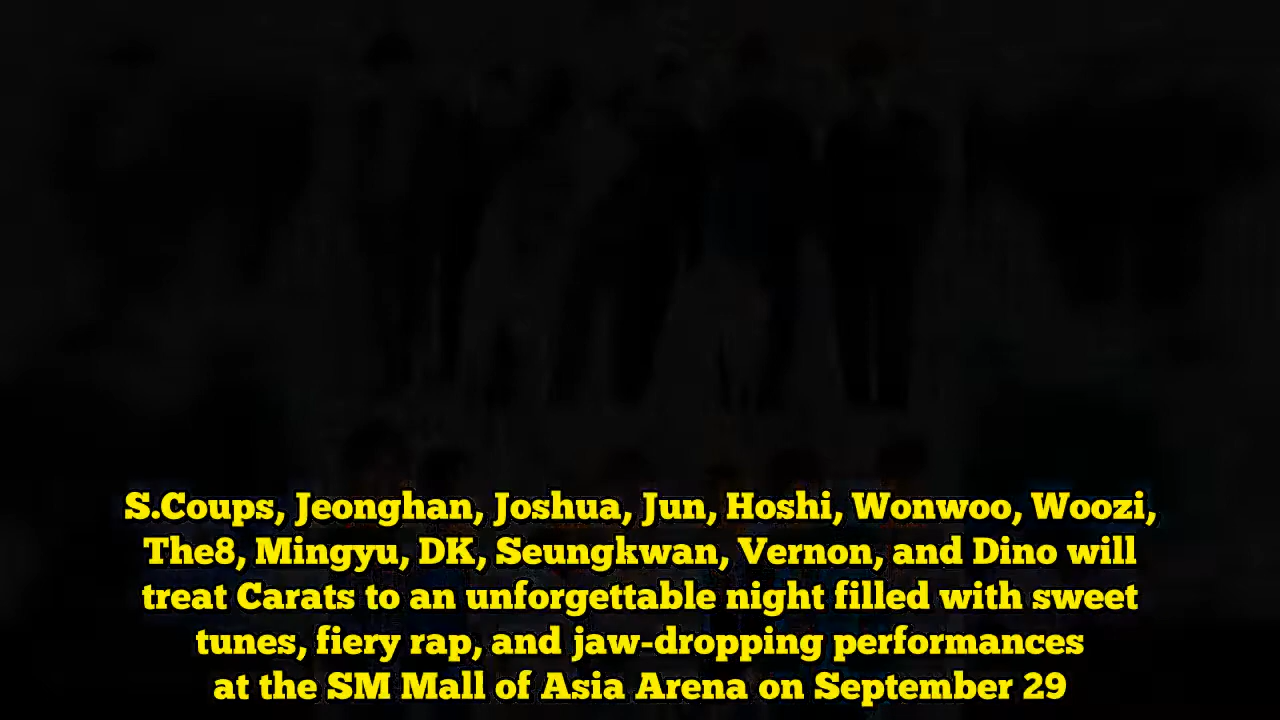 S.Coups, Jeonghan, Joshua, Jun, Hoshi, Wonwoo, Woozi,
The8, Mingyu, DK, Seungkwan, Vernon, and Dino will
treat Carats to an unforgettable night filled with sweet
tunes, fiery rap, and jaw-dropping performances
at the SM Mall of Asia Arena on September 29